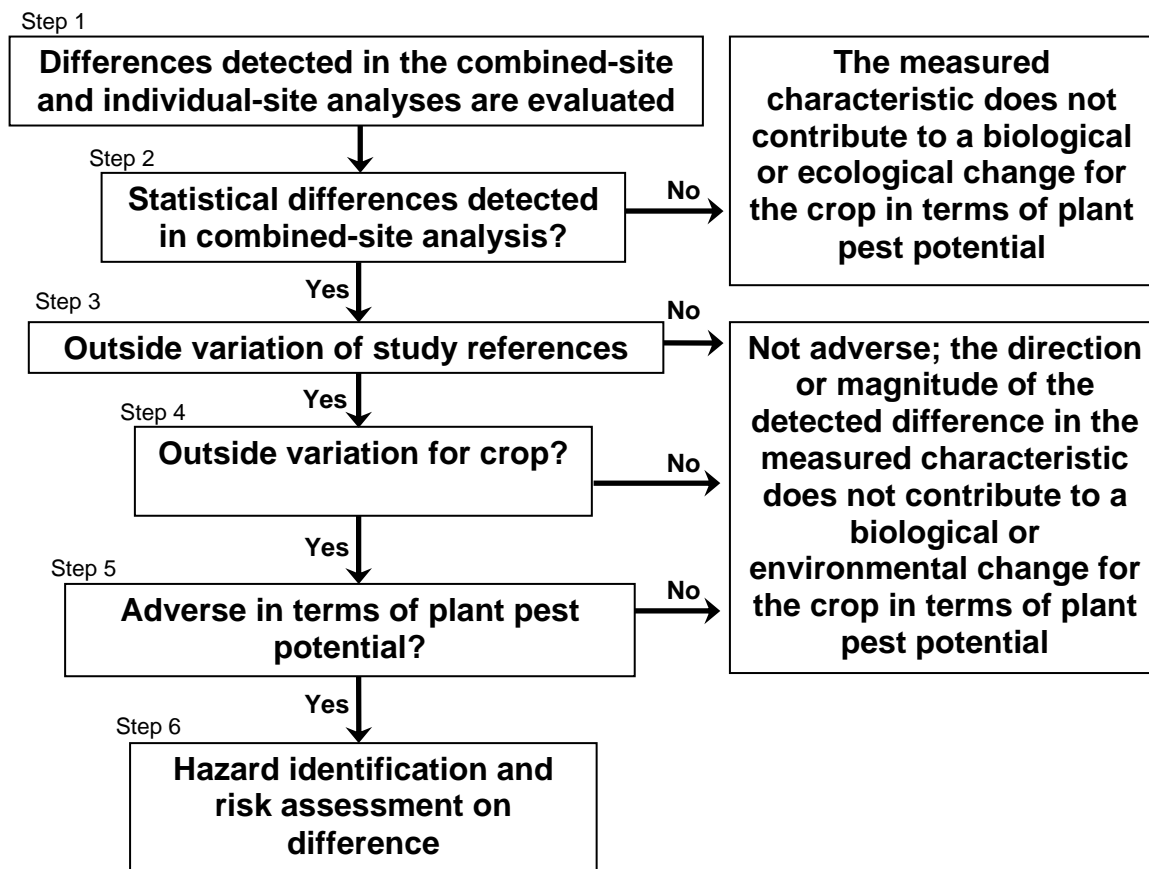 Step 1
Differences detected in the combined-site
and individual-site analyses are evaluated
The measured
characteristic does not
contribute to a biological
or ecological change for
the crop in terms of plant
pest potential
Step 2
Statistical differences detected
in combined-site analysis?
No
Yes
Step 3
Outside variation of study references
No
Not adverse; the direction
or magnitude of the
detected difference in the
measured characteristic
does not contribute to a
biological or
environmental change for
the crop in terms of plant
pest potential
Yes
Step 4
Outside variation for crop?
No
Yes
Step 5
Adverse in terms of plant pest
potential?
No
Yes
Step 6
Hazard identification and
risk assessment on
difference